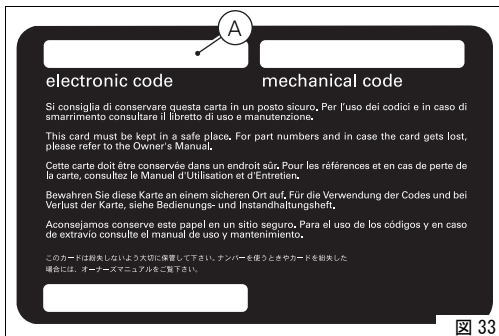 A
electronic code
mechanical code
Si consiglia di conservare questa carta in un posto sicuro. Per l'uso dei codici e in caso di
smarrimento consultare il libretto di uso e manutenzione.
This card must be kept in a safe place. For part numbers and in case the card gets lost,
please refer to the Owner's Manual.
Cette carte doit être conservée dans un endroit sûr. Pour les références et en cas de perte de
la carte, consultez le Manuel d'Utilisation et d'Entretien.
Bewahren Sie diese Karte an einem sicheren Ort auf. Für die Verwendung der Codes und bei
Verlust der Karte, siehe Bedienungs- und Instandhaltungsheft.
Aconsejamos conserve este papel en un sitio seguro. Para el uso de los códigos y en caso
de extravio consulte el manual de uso y mantenimiento.
このカードは紛失しないよう大切に保管して下さい。ナンバーを使うときやカードを紛失した
場合には、オーナーズマニュアルをご覧下さい。
図 33